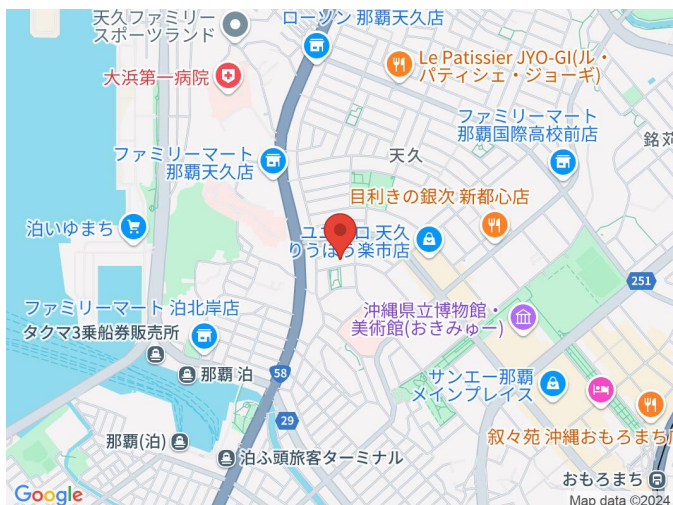 天久ファミリー
スポーツランド
ローソン 那覇天久店
大浜第一病院
Le Patissier JYO-GI(ル・
パティシェ・ジョーギ)
ファミリーマート
那覇国際高校前店
銘苅
天久
ファミリーマート
那覇天久店
目利きの銀次 新都心店
泊いゆまち
ユニクロ 天久
りうぼう楽市店
251
ファミリーマート 泊北岸店
タクマ3乗船券販売所
沖縄県立博物館・
美術館(おきみゅー)
那覇 泊
58
サンエー那覇
メインプレイス
29
叙々苑 沖縄おもろまち
那覇(泊)
泊ふ頭旅客ターミナル
おもろまち
Google
Map data ©2024